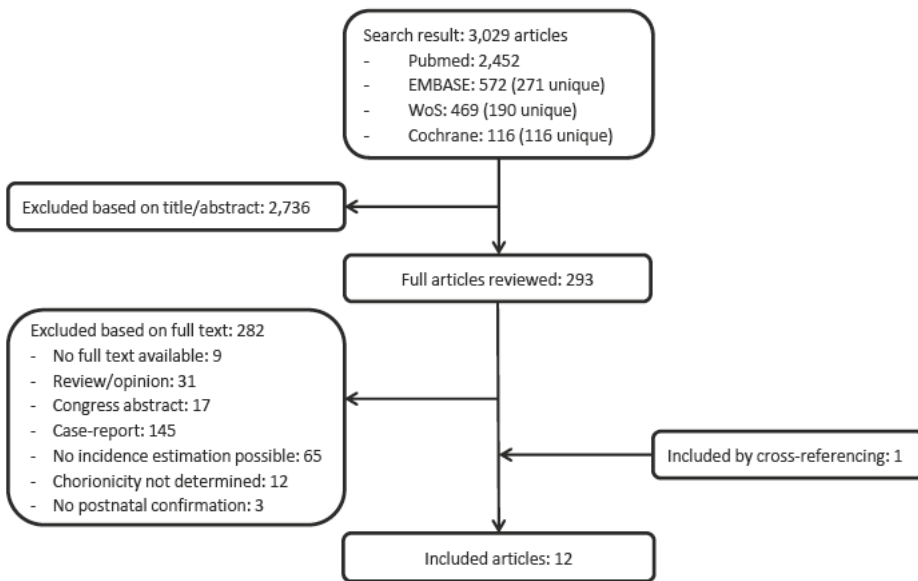 Search result: 3,029 articles
- Pubmed: 2,452
- EMBASE: 572 (271 unique)
- WoS: 469 (190 unique)
- Cochrane: 116 (116 unique)
Excluded based on title/abstract: 2,736
Full articles reviewed: 293
Excluded based on full text: 282
- No full text available: 9
- Review/opinion: 31
- Congress abstract: 17
- Case-report: 145
- No incidence estimation possible: 65
- Chorionicity not determined: 12
- No postnatal confirmation: 3
Included by cross-referencing: 1
Included articles: 12